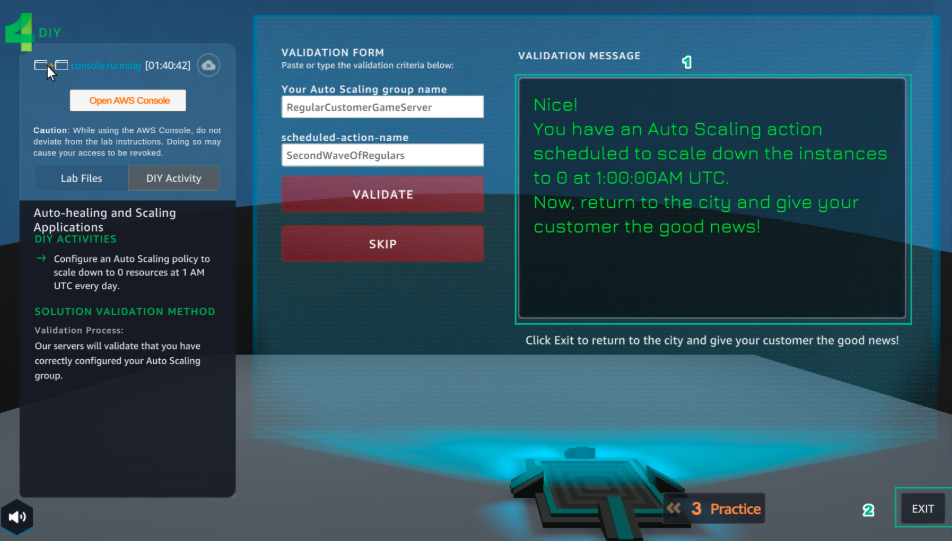 4 DIY
console running [01:40:42]
Open AWS Console
Caution: While using the AWS Console, do not
deviate from the lab instructions. Doing so may
cause your access to be revoked.
Lab Files
DIY Activity
Auto-healing and Scaling
Applications
DIY ACTIVITIES
→ Configure an Auto Scaling policy to
scale down to 0 resources at 1 AM
UTC every day.
SOLUTION VALIDATION METHOD
Validation Process:
Our servers will validate that you have
correctly configured your Auto Scaling
group.
VALIDATION FORM
Paste or type the validation criteria below:
Your Auto Scaling group name
RegularCustomerGameServer
scheduled-action-name
SecondWaveOfRegulars
VALIDATE
SKIP
VALIDATION MESSAGE
1
Nice!
You have an Auto Scaling action
scheduled to scale down the instances
to 0 at 1:00:00AM UTC.
Now, return to the city and give your
customer the good news!
Click Exit to return to the city and give your customer the good news!
« 3 Practice
2
EXIT